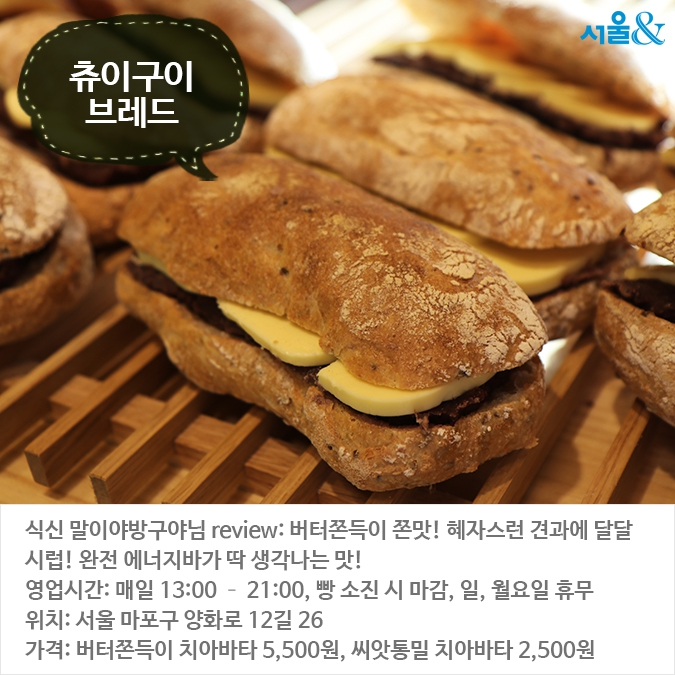 서울&
츄이구이
브레드
식신 말이야방구야님 review: 버터쫀득이 쫀맛! 혜자스런 견과에 달달
시럽! 완전 에너지바가 딱 생각나는 맛!
영업시간: 매일 13:00 – 21:00, 빵 소진 시 마감, 일, 월요일 휴무
위치: 서울 마포구 양화로 12길 26
가격: 버터쫀득이 치아바타 5,500원, 씨앗통밀 치아바타 2,500원